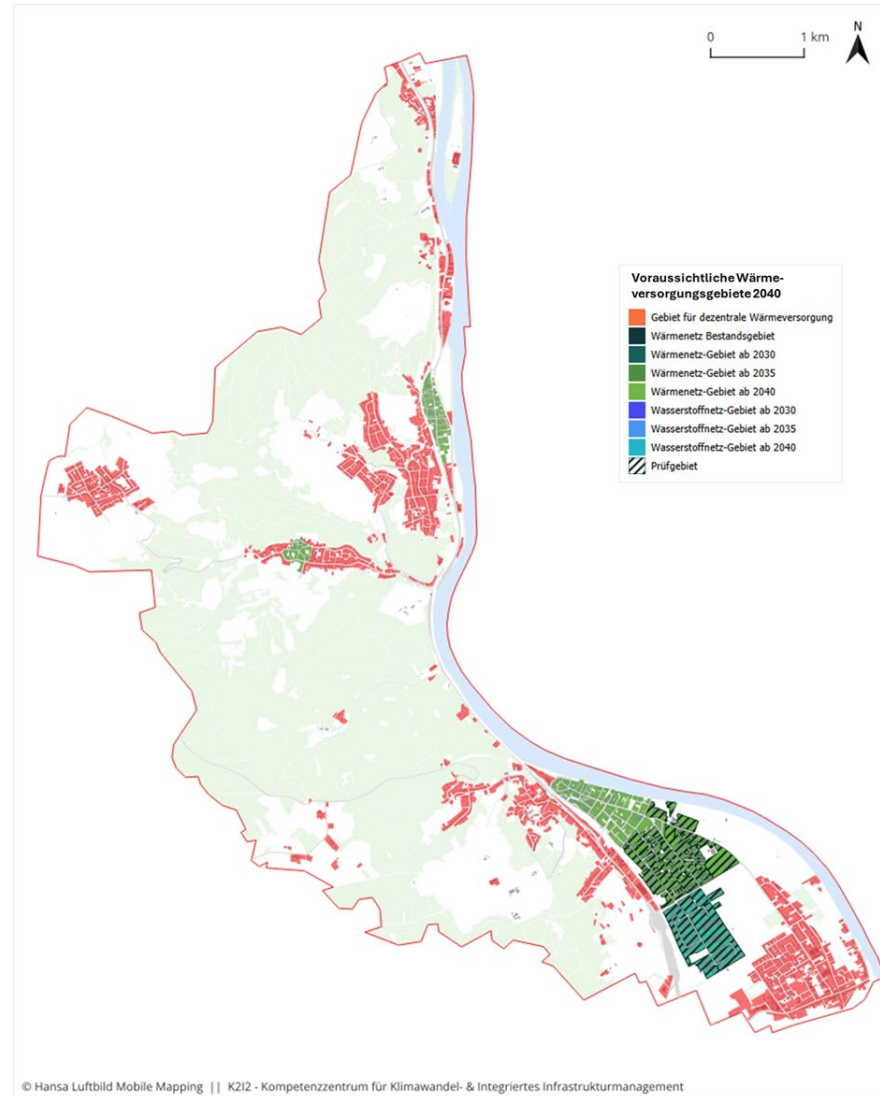 N
0 1 km
Voraussichtliche Wärme-
versorgungsgebiete 2040
Gebiet für dezentrale Wärmeversorgung
Wärmenetz Bestandsgebiet
Wärmenetz-Gebiet ab 2030
Wärmenetz-Gebiet ab 2035
Wärmenetz-Gebiet ab 2040
Wasserstoffnetz-Gebiet ab 2030
Wasserstoffnetz-Gebiet ab 2035
Wasserstoffnetz-Gebiet ab 2040
Prüfgebiet
© Hansa Luftbild Mobile Mapping || K2I2 - Kompetenzzentrum für Klimawandel- & Integriertes Infrastrukturmanagement